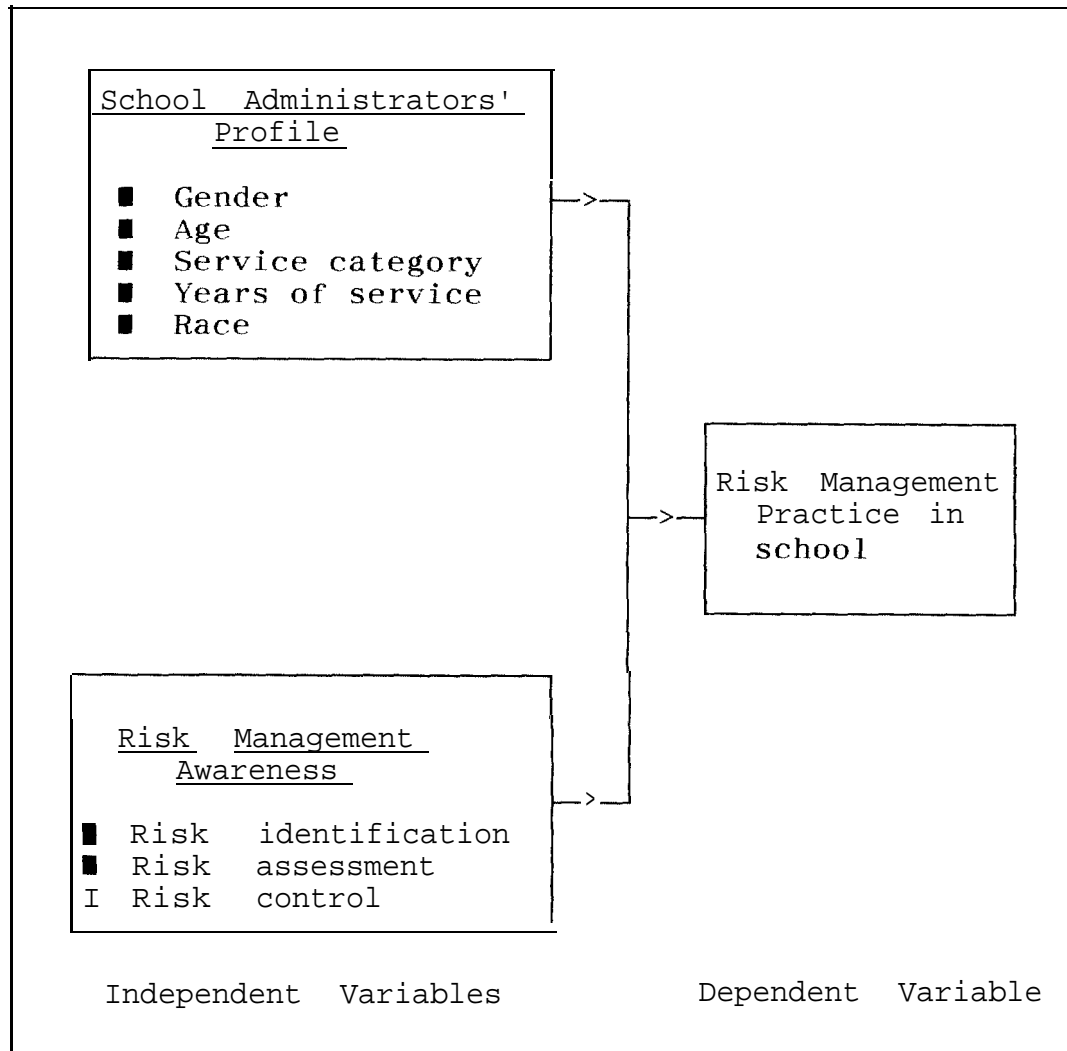 School Administrators'
Profile
■ Gender
■ Age
■ Service category
■ Years of service
■ Race
Risk Management
Practice in
school
Risk Management
Awareness
■ Risk identification
■ Risk assessment
I Risk control
Independent Variables
Dependent Variable